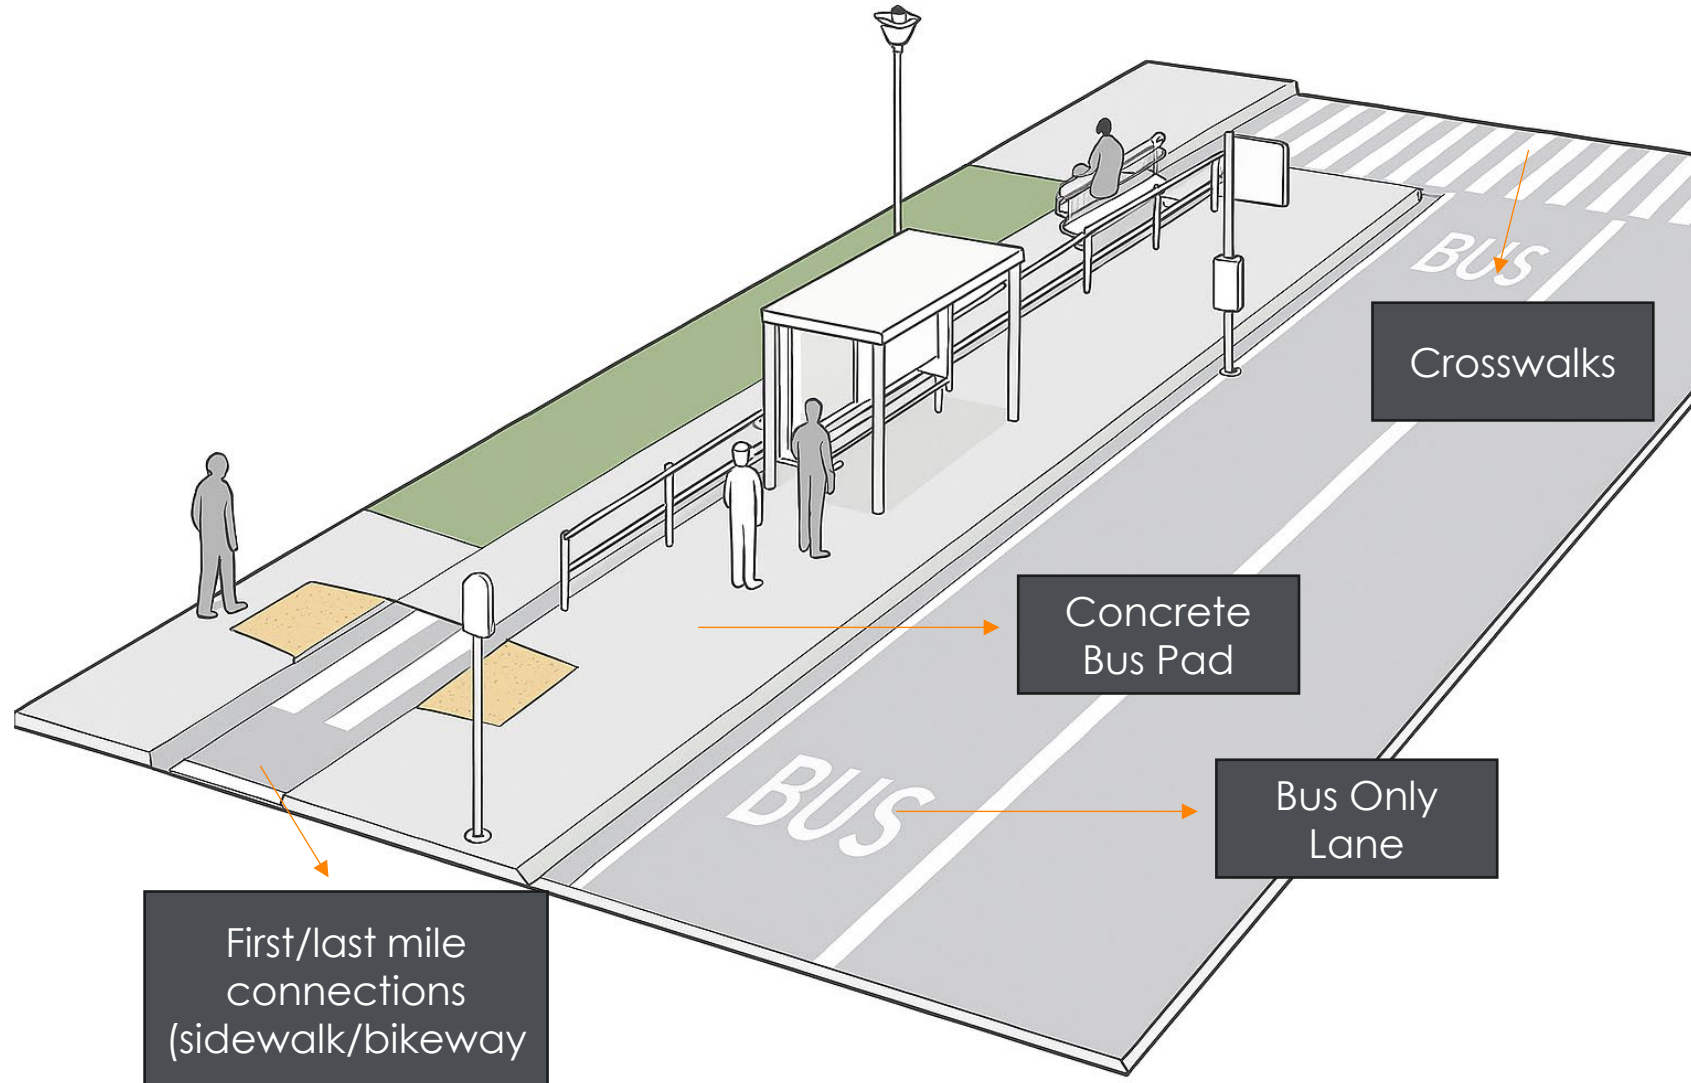 BUS
Crosswalks
Concrete
Bus Pad
BUS
Bus Only
Lane
First/last mile
connections
(sidewalk/bikeway